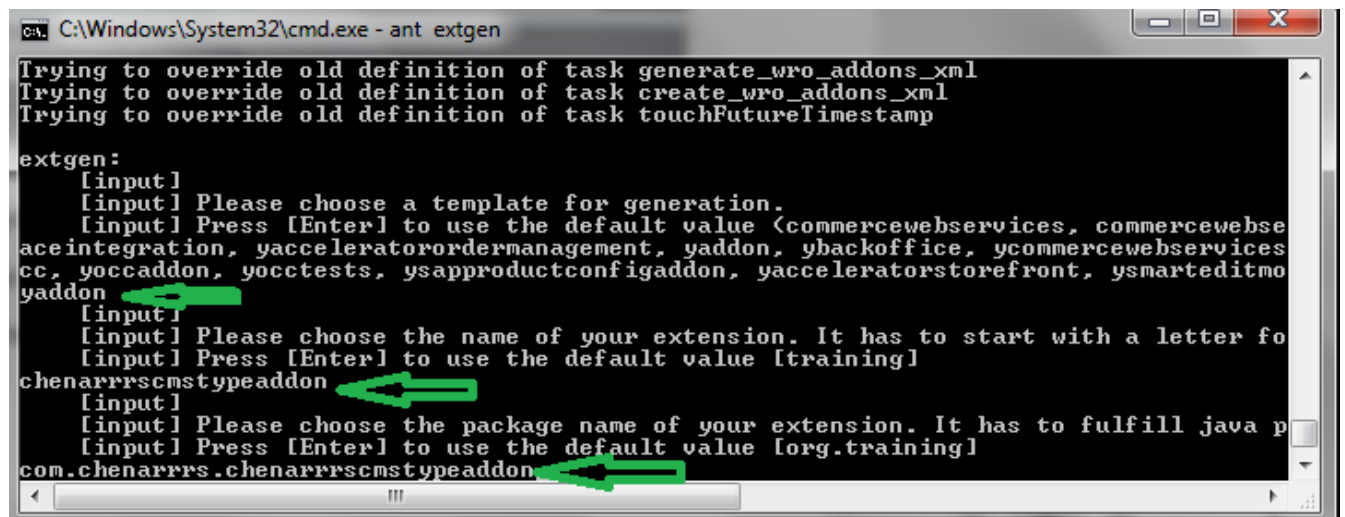 C:\Windows\System32\cmd.exe - ant  extgen
Trying to override old definition of task generate_wro_addons_xml
Trying to override old definition of task create_wro_addons_xml
Trying to override old definition of task touchFutureTimestamp
extgen:
[input]
[input] Please choose a template for generation.
[input] Press [Enter] to use the default value (commercewebservices, commercewebse
aceintegration, yacceleratorordermanagement, yaddon, ybackoffice, ycommercewebservices
cc, yoccaddon, yocctests, ysapproductconfigaddon, yacceleratorstorefront, ysmarteditmo
yaddon
[input]
[input] Please choose the name of your extension. It has to start with a letter fo
[input] Press [Enter] to use the default value [training]
chenarrrscmstypeaddon
[input]
[input] Please choose the package name of your extension. It has to fulfill java p
[input] Press [Enter] to use the default value [org.training]
com.chenarrrs.chenarrrscmstypeaddon